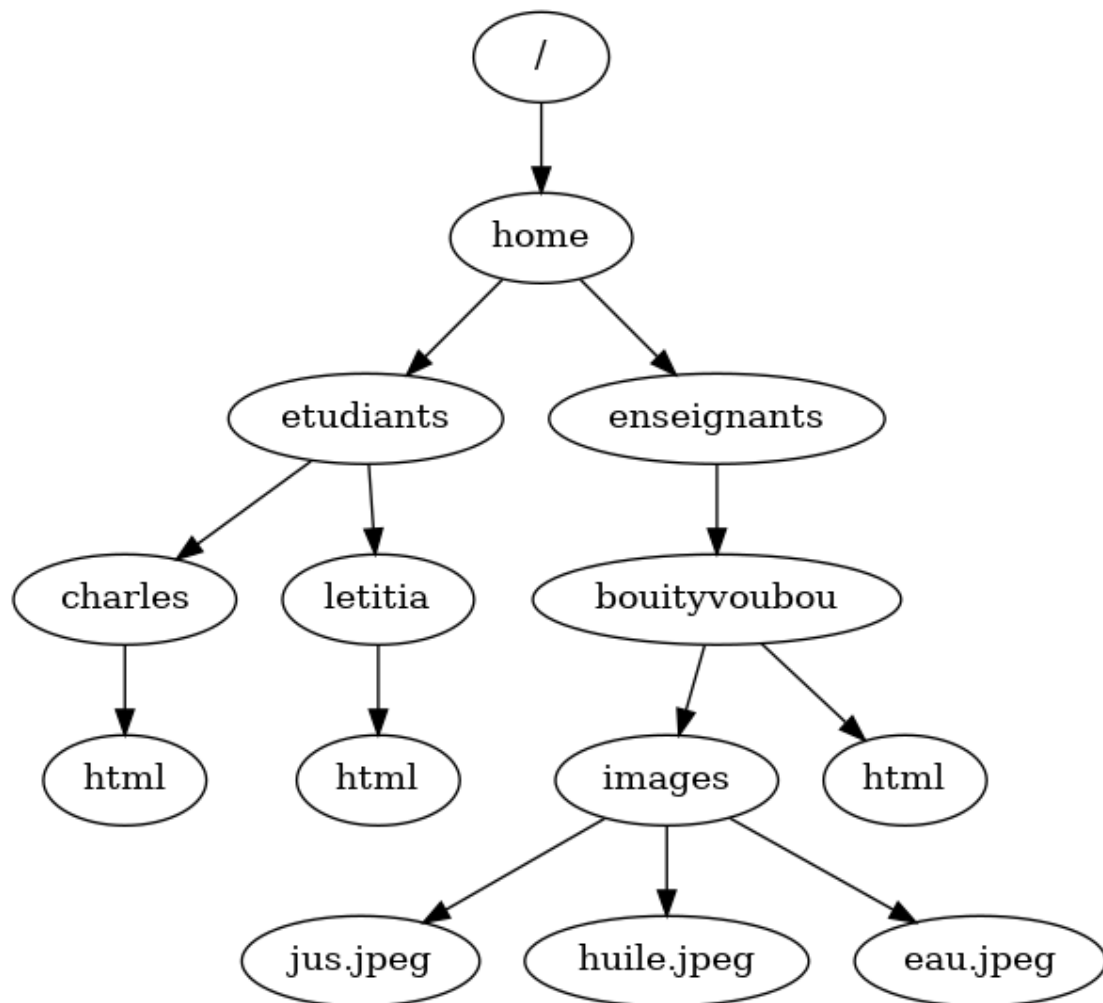 /
home
etudiants
enseignants
charles
letitia
bouityvoubou
html
html
images
html
jus.jpeg
huile.jpeg
eau.jpeg